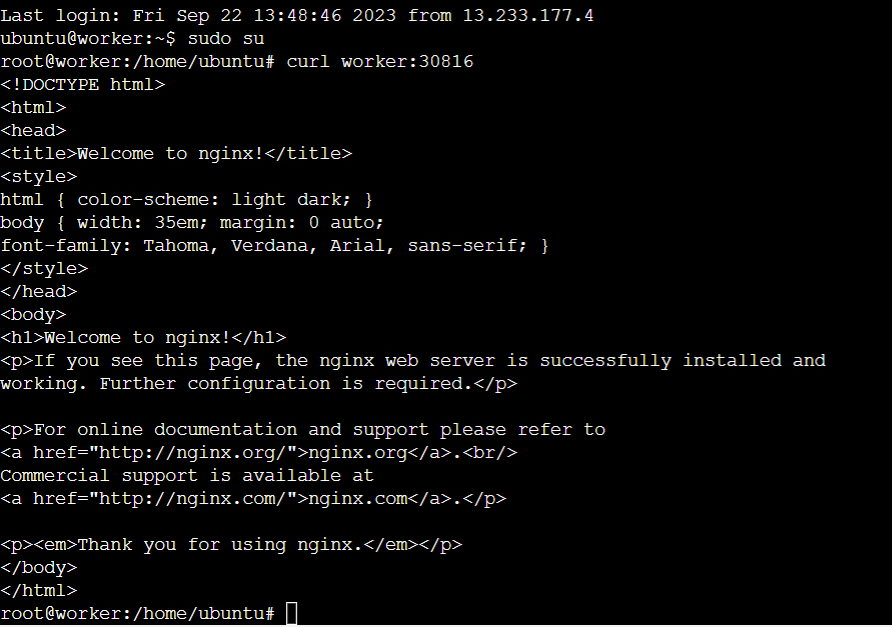 Last login: Fri Sep 22 13:48:46 2023 from 13.233.177.4
ubuntu@worker:~$ sudo su
root@worker:/home/ubuntu# curl worker:30816
<!DOCTYPE html>
<html>
<head>
<title>Welcome to nginx!</title>
<style>
html { color-scheme: light dark; }
body { width: 35em; margin: 0 auto;
font-family: Tahoma, Verdana, Arial, sans-serif; }
</style>
</head>
<body>
<h1>Welcome to nginx!</h1>
<p>If you see this page, the nginx web server is successfully installed and
working. Further configuration is required.</p>

<p>For online documentation and support please refer to
<a href="http://nginx.org/">nginx.org</a>.<br/>
Commercial support is available at
<a href="http://nginx.com/">nginx.com</a>.</p>

<p><em>Thank you for using nginx.</em></p>
</body>
</html>
root@worker:/home/ubuntu#